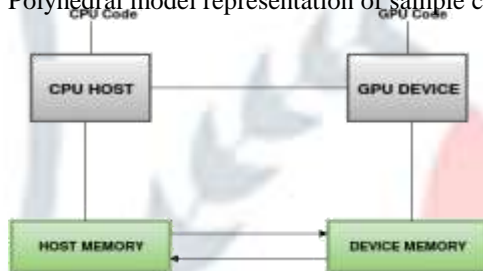 Polyhedral model representation of sample c
CPU Code
GPU Code
CPU HOST
GPU DEVICE
HOST MEMORY
DEVICE MEMORY